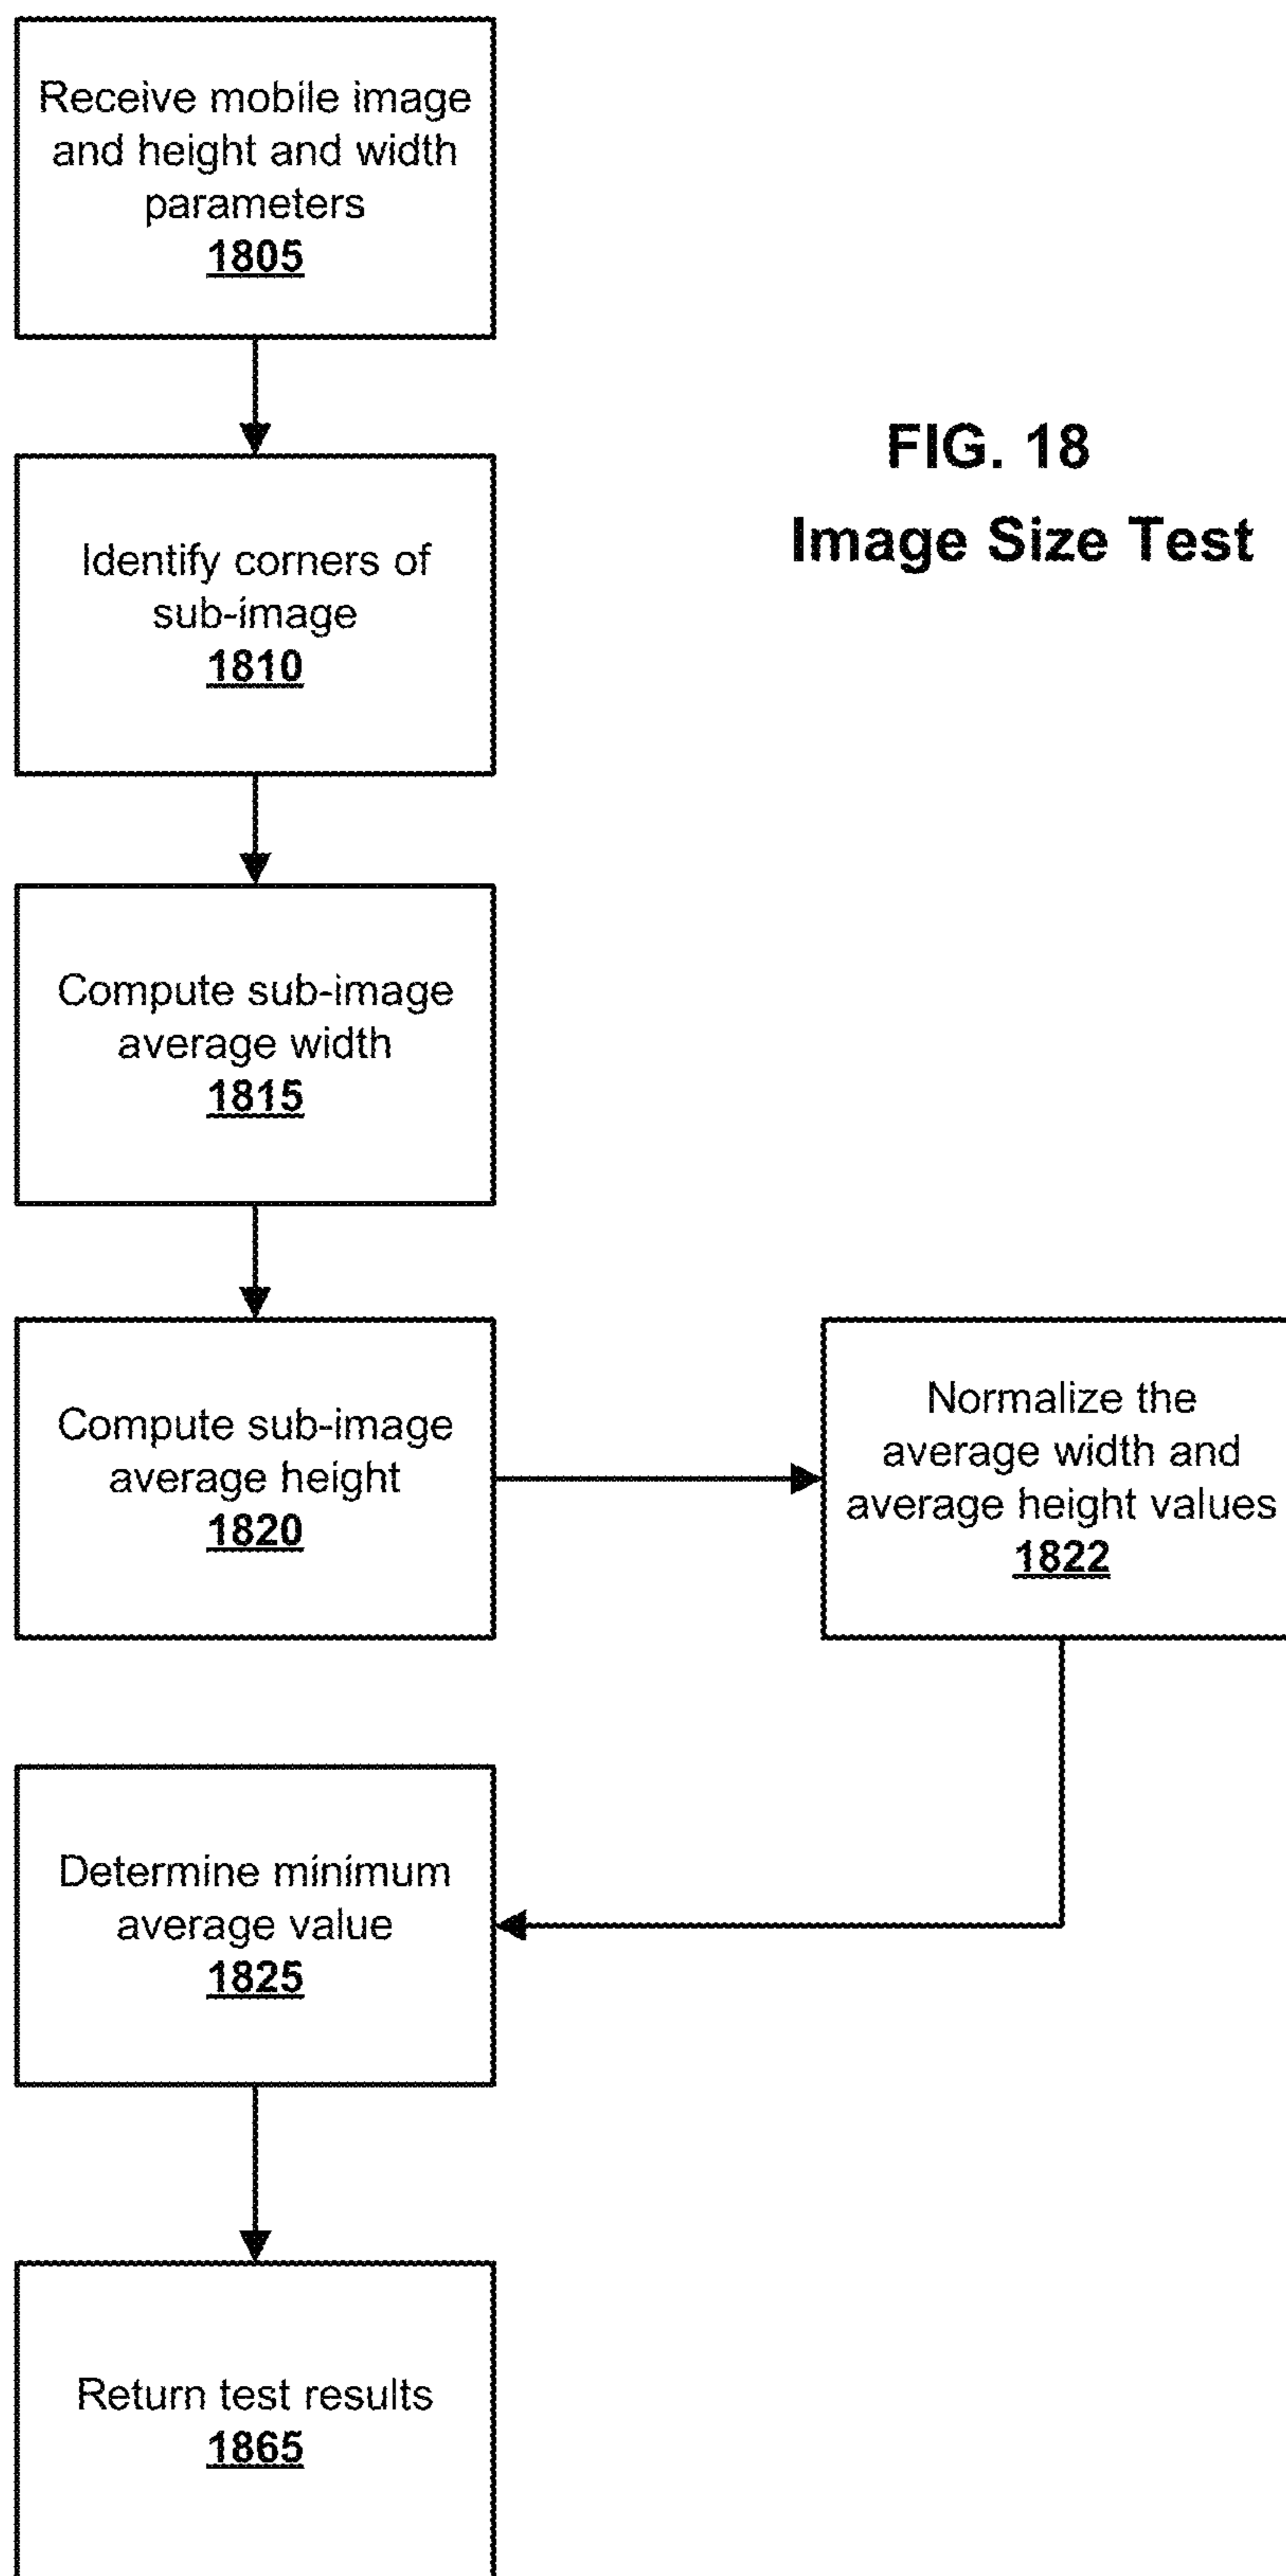 Receive mobile image
and height and width
parameters
1805
FIG. 18
Image Size Test
Identify corners of
sub-image
1810
Compute sub-image
average width
1815
Compute sub-image
average height
1820
Normalize the
average width and
average height values
1822
Determine minimum
average value
1825
Return test results
1865